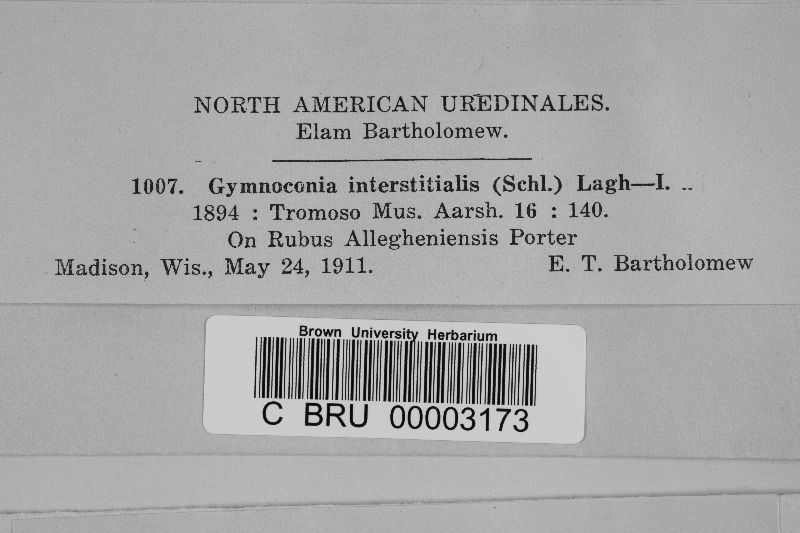 NORTH AMERICAN UREDINALES.
Elam Bartholomew.
1007. Gymnoconia interstitialis (Schl.) Lagh—I.
1894 : Tromoso Mus. Aarsh. 16 : 140.
On Rubus Allegheniensis Porter
Madison, Wis., May 24, 1911. E. T. Bartholomew
Brown University Herbarium
C BRU 00003173